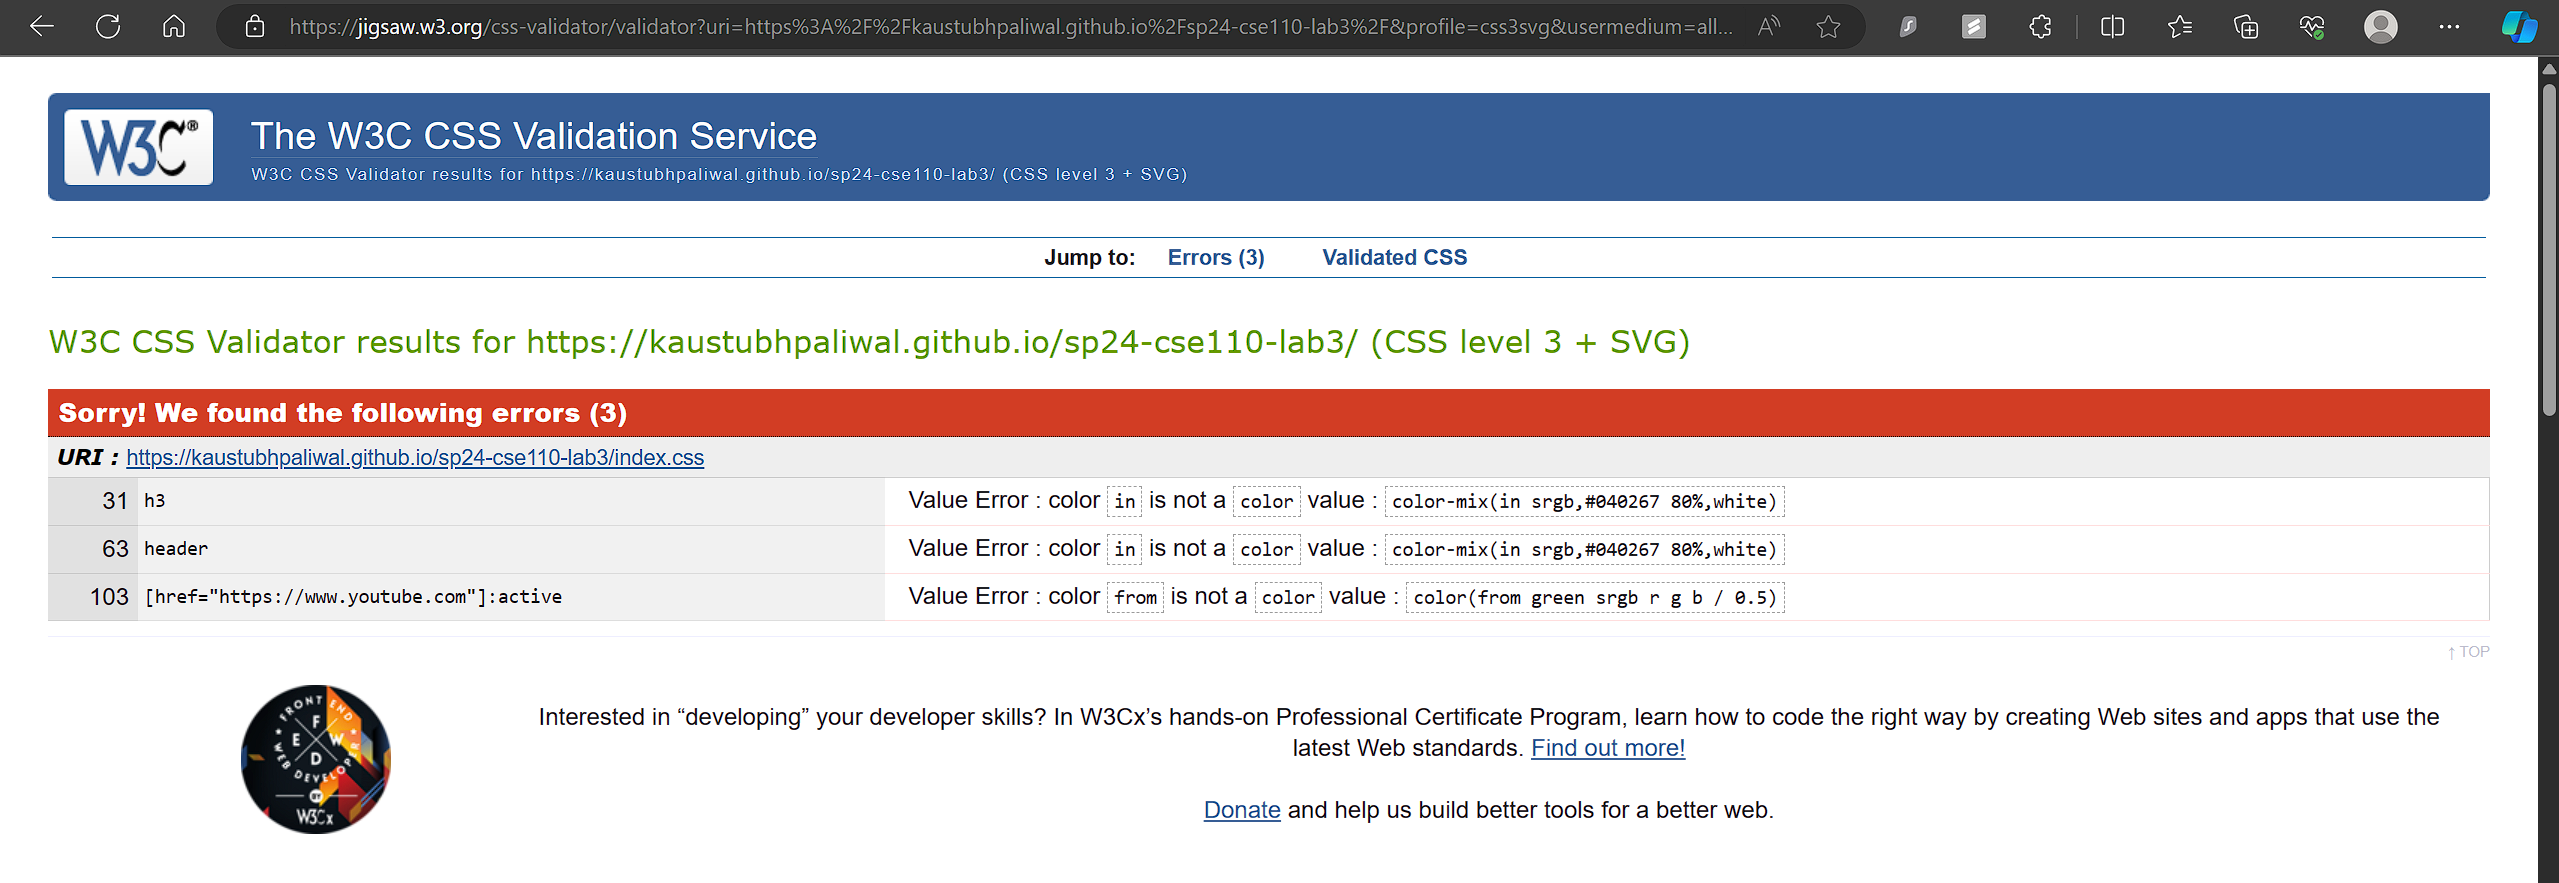 https://jigsaw.w3.org/css-validator/validator?uri=https%3A%2F%2Fkaustubhpaliwal.github.io%2Fsp24-cse110-lab3%2F&profile=css3svg&usermedium=all...
W3C®
The W3C CSS Validation Service
W3C CSS Validator results for https://kaustubhpaliwal.github.io/sp24-cse110-lab3/ (CSS level 3 + SVG)
Jump to: Errors (3) Validated CSS
W3C CSS Validator results for https://kaustubhpaliwal.github.io/sp24-cse110-lab3/ (CSS level 3 + SVG)
Sorry! We found the following errors (3)
URI : https://kaustubhpaliwal.github.io/sp24-cse110-lab3/index.css
31 h3 Value Error : color in is not a color value : color-mix(in srgb,#040267 80%,white)
63 header Value Error : color in is not a color value : color-mix(in srgb,#040267 80%,white)
103 [href="https://www.youtube.com"]:active Value Error : color from is not a color value : color(from green srgb r g b / 0.5)
↑ TOP
FRONT END
F
E W
D
WEB DEVELOPER
BY
W3Cx
Interested in “developing” your developer skills? In W3Cx’s hands-on Professional Certificate Program, learn how to code the right way by creating Web sites and apps that use the
latest Web standards. Find out more!
Donate and help us build better tools for a better web.